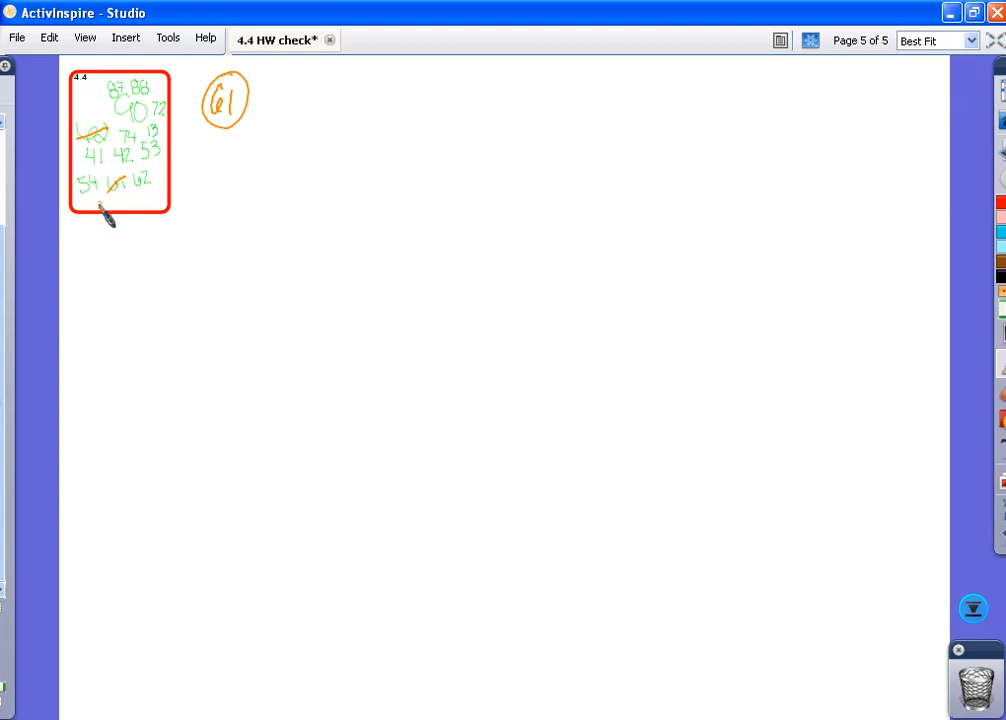 ActivInspire - Studio
File Edit View Insert Tools Help 4.4 HW check* Page 5 of 5 Best Fit
4.4
87 88
90 72
74 13
41 42 53
54 61 62
61